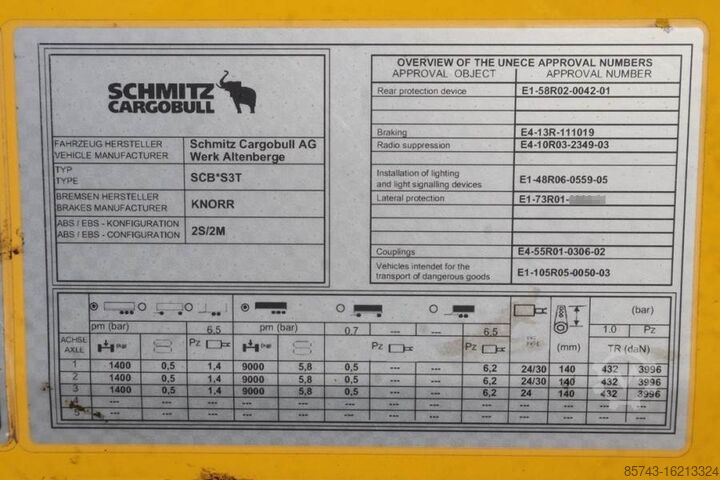 SCHMITZ
CARGOBULL
FAHRZEUG HERSTELLER
VEHICLE MANUFACTURER
Schmitz Cargobull AG
Werk Altenberge
TYP
TYPE
SCB*S3T
BREMSEN HERSTELLER
BRAKES MANUFACTURER
KNORR
ABS / EBS - KONFIGURATION
ABS / EBS - CONFIGURATION
2S/2M
OVERVIEW OF THE UNECE APPROVAL NUMBERS
APPROVAL OBJECT APPROVAL NUMBER
Rear protection device E1-58R02-0042-01
Braking E4-13R-111019
Radio suppression E4-10R03-2349-03
Installation of lighting
and light signalling devices E1-48R06-0559-05
Lateral protection E1-73R01-
Couplings E4-55R01-0306-02
Vehicles intendet for the
transport of dangerous goods E1-105R05-0050-03
(bar)
pm (bar) 6.5 pm (bar) 0.7 --- --- 6.5 1.0 Pz
ACHSE
AXLE Pz Pz Pz (mm) TR (daN)
1 1400 0,5 1,4 9000 5,8 0,5 --- --- 6,2 24/30 140 432 3996
2 1400 0,5 1,4 9000 5,8 0,5 --- --- 6,2 24/30 140 432 3996
3 1400 0,5 1,4 9000 5,8 0,5 --- --- 6,2 24 140 432 3996
4 --- --- --- --- --- --- --- --- --- --- --- --- ---
5 --- --- --- --- --- --- --- --- --- --- --- --- ---
85743-16213324